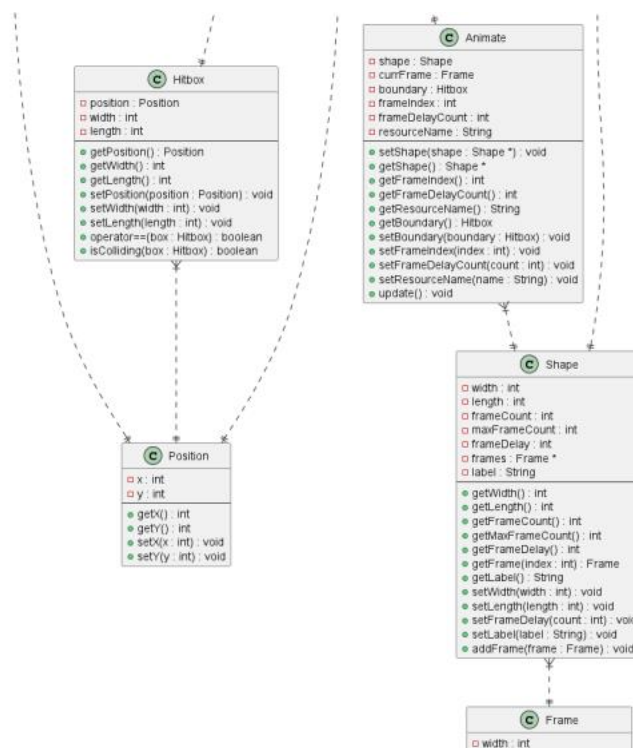 C Hitbox
position : Position
width : int
length : int
getPosition() : Position
getWidth() : int
getLength() : int
setPosition(position : Position) : void
setWidth(width : int) : void
setLength(length : int) : void
operator==(box : Hitbox) : boolean
isColliding(box : Hitbox) : boolean
C Animate
shape : Shape
currFrame : Frame
boundary : Hitbox
frameIndex : int
frameDelayCount : int
resourceName : String
setShape(shape : Shape *) : void
getShape() : Shape *
getFrameIndex() : int
getFrameDelayCount() : int
getResourceName() : String
getBoundary() : Hitbox
setBoundary(boundary : Hitbox) : void
setFrameIndex(index : int) : void
setFrameDelayCount(count : int) : void
setResourceName(name : String) : void
update() : void
C Position
x : int
y : int
getX() : int
getY() : int
setX(x : int) : void
setY(y : int) : void
C Shape
width : int
length : int
frameCount : int
maxFrameCount : int
frameDelay : int
frames : Frame *
label : String
getWidth() : int
getLength() : int
getFrameCount() : int
getMaxFrameCount() : int
getFrameDelay() : int
getFrame(index : int) : Frame
getLabel() : String
setWidth(width : int) : void
setLength(length : int) : void
setFrameDelay(count : int) : void
setLabel(label : String) : void
addFrame(frame : Frame) : void
C Frame
width : int